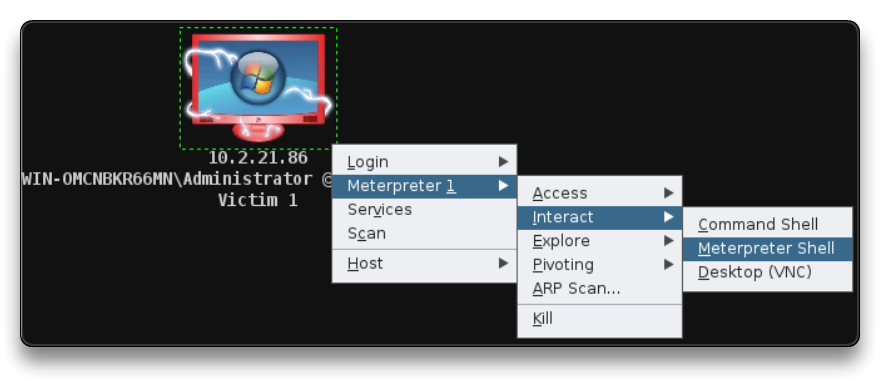 10.2.21.86
WIN-OMCNBKR66MN\Administrator @
Victim 1
Login
Meterpreter 1
Services
Scan
Host
Access
Interact
Explore
Pivoting
ARP Scan...
Kill
Command Shell
Meterpreter Shell
Desktop (VNC)